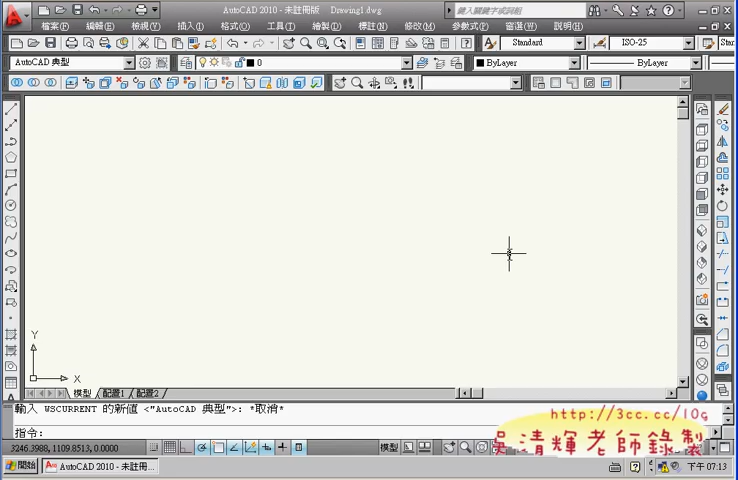 AutoCAD 2010 - 未註冊版 Drawing1.dwg
鍵入關鍵字或詞組
檔案(F) 編輯(E) 檢視(V) 插入(I) 格式(O) 工具(T) 繪製(D) 標註(N) 修改(M) 參數式(P) 視窗(W) 說明(H)
Standard ISO-25
AutoCAD 典型 0 ByLayer ByLayer
Y
X
模型 配置1 配置2
輸入 WSCURRENT 的新值 <"AutoCAD 典型">: *取消*
http://3cc.cc/10g
指令:
吳清輝老師錄製
3246.3988, 1109.8513, 0.0000 模型
開始 AutoCAD 2010 - 未註冊... 下午 07:13